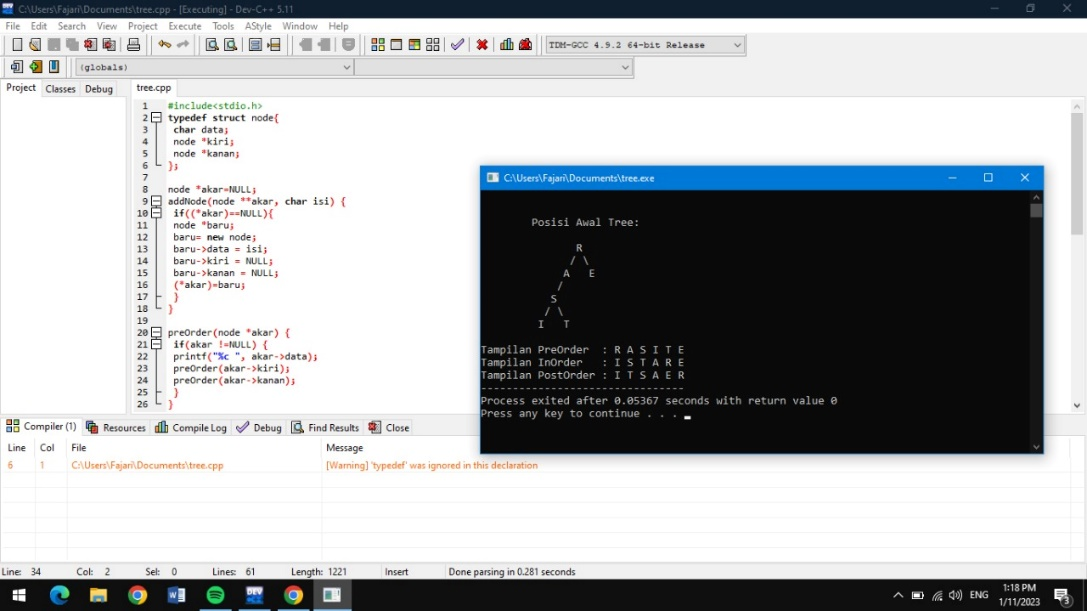 C:\Users\Fajari\Documents\tree.cpp - [Executing] - Dev-C++ 5.11
File Edit Search View Project Execute Tools AStyle Window Help
TDM-GCC 4.9.2 64-bit Release
(globals)
Project Classes Debug
tree.cpp
1 #include<stdio.h>
2 typedef struct node{
3 char data;
4 node *kiri;
5 node *kanan;
6 };
7
8 node *akar=NULL;
9 addNode(node **akar, char isi) {
10 if((*akar)==NULL){
11 node *baru;
12 baru= new node;
13 baru->data = isi;
14 baru->kiri = NULL;
15 baru->kanan = NULL;
16 (*akar)=baru;
17 }
18 }
19
20 preOrder(node *akar) {
21 if(akar !=NULL) {
22 printf("%c ", akar->data);
23 preOrder(akar->kiri);
24 preOrder(akar->kanan);
25 }
26 }
C:\Users\Fajari\Documents\tree.exe
Posisi Awal Tree:
R
/ \
A E
/
S
/ \
I T
Tampilan PreOrder : R A S I T E
Tampilan InOrder : I S T A R E
Tampilan PostOrder : I T S A E R
--------------------------------
Process exited after 0.05367 seconds with return value 0
Press any key to continue . . .
Compiler (1) Resources Compile Log Debug Find Results Close
Line Col File Message
6 1 C:\Users\Fajari\Documents\tree.cpp [Warning] 'typedef' was ignored in this declaration
Line: 34 Col: 2 Sel: 0 Lines: 61 Length: 1221 Insert Done parsing in 0.281 seconds
DEV
ENG
1:18 PM
1/11/2023
3